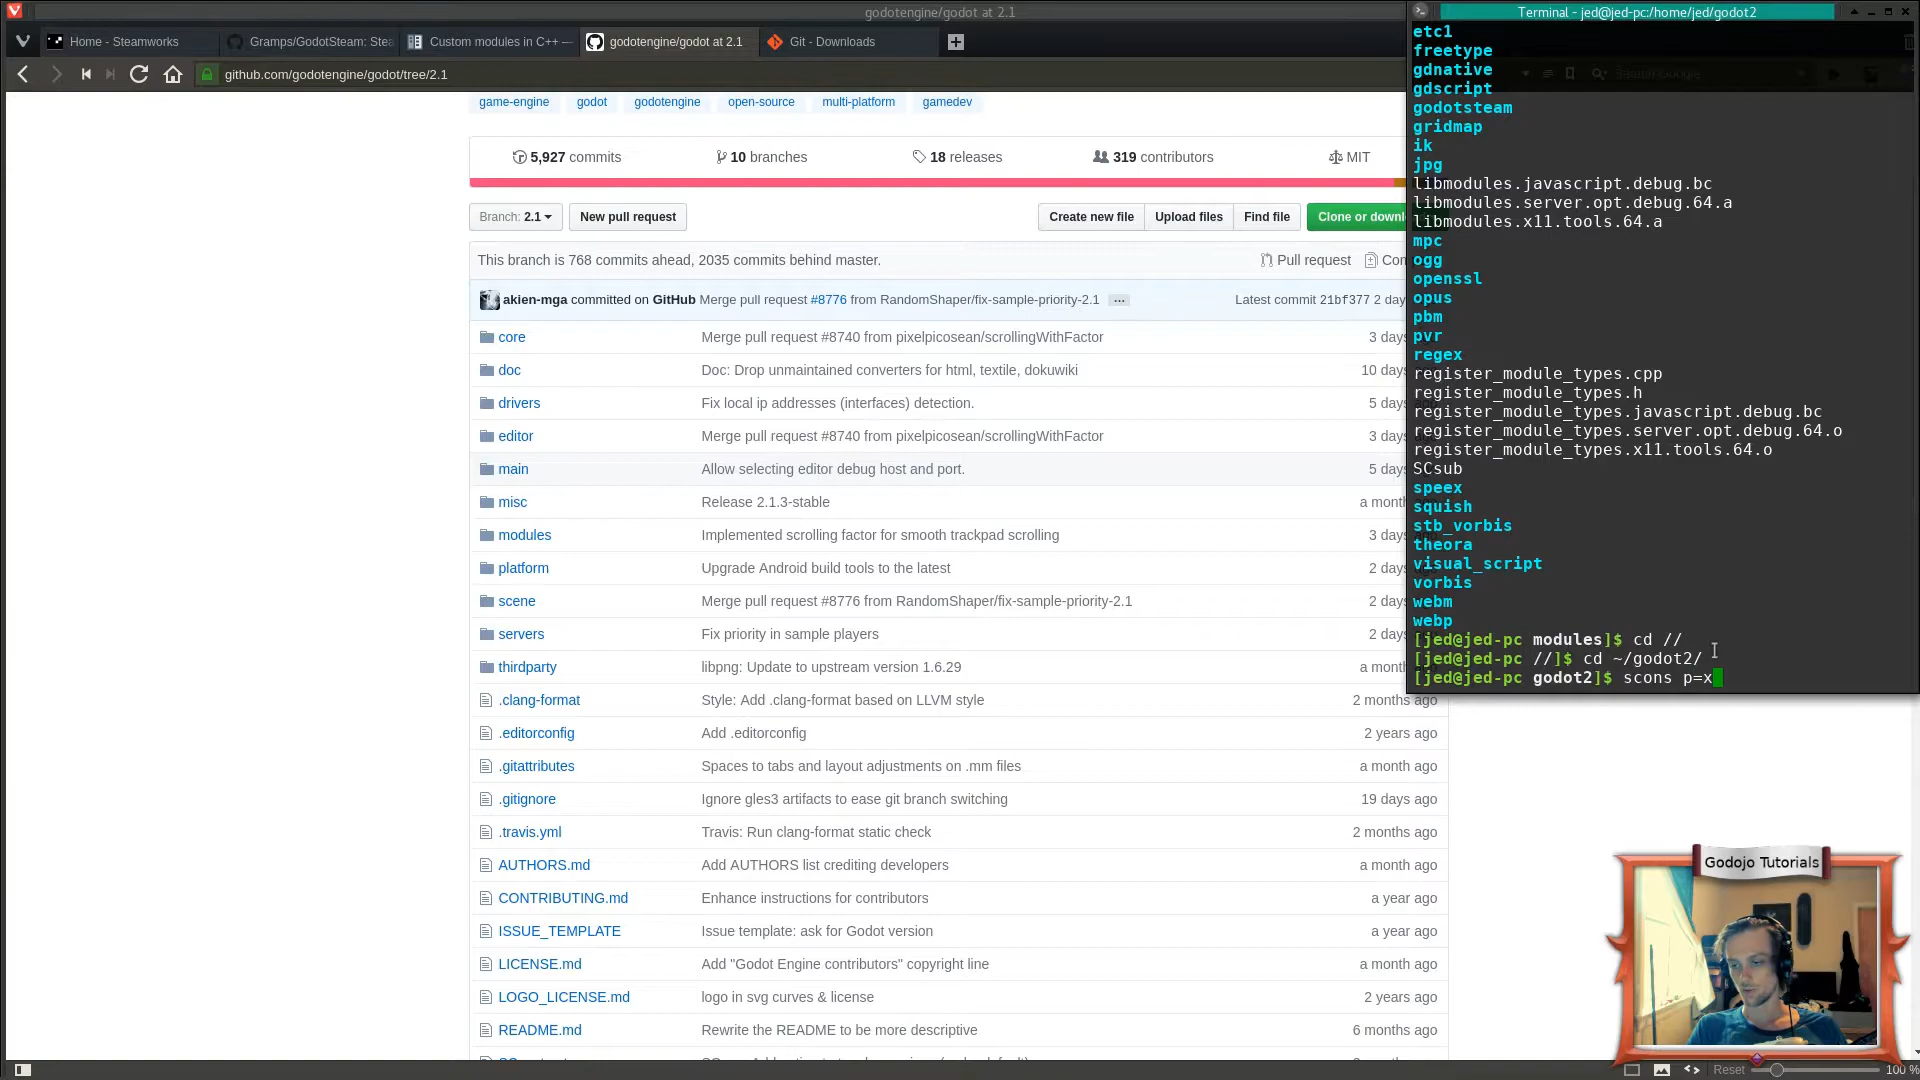 godotengine/godot at 2.1
Home - Steamworks
Gramps/GodotSteam: Stea
Custom modules in C++ —
godotengine/godot at 2.1
Git - Downloads
github.com/godotengine/godot/tree/2.1
Search Google
game-engine godot godotengine open-source multi-platform gamedev
5,927 commits 10 branches 18 releases 319 contributors MIT
Branch: 2.1 New pull request Create new file Upload files Find file Clone or downl
This branch is 768 commits ahead, 2035 commits behind master. Pull request Con
akien-mga committed on GitHub Merge pull request #8776 from RandomShaper/fix-sample-priority-2.1 ... Latest commit 21bf377 2 day
core Merge pull request #8740 from pixelpicosean/scrollingWithFactor 3 days
doc Doc: Drop unmaintained converters for html, textile, dokuwiki 10 days
drivers Fix local ip addresses (interfaces) detection. 5 days
editor Merge pull request #8740 from pixelpicosean/scrollingWithFactor 3 days
main Allow selecting editor debug host and port. 5 days
misc Release 2.1.3-stable a month
modules Implemented scrolling factor for smooth trackpad scrolling 3 days
platform Upgrade Android build tools to the latest 2 days
scene Merge pull request #8776 from RandomShaper/fix-sample-priority-2.1 2 days
servers Fix priority in sample players 2 days
thirdparty libpng: Update to upstream version 1.6.29 a month
.clang-format Style: Add .clang-format based on LLVM style 2 months ago
.editorconfig Add .editorconfig 2 years ago
.gitattributes Spaces to tabs and layout adjustments on .mm files a month ago
.gitignore Ignore gles3 artifacts to ease git branch switching 19 days ago
.travis.yml Travis: Run clang-format static check 2 months ago
AUTHORS.md Add AUTHORS list crediting developers a month ago
CONTRIBUTING.md Enhance instructions for contributors a year ago
ISSUE_TEMPLATE Issue template: ask for Godot version a year ago
LICENSE.md Add "Godot Engine contributors" copyright line a month ago
LOGO_LICENSE.md logo in svg curves & license 2 years ago
README.md Rewrite the README to be more descriptive 6 months ago
Terminal - jed@jed-pc:/home/jed/godot2
etc1
freetype
gdnative
gdscript
godotsteam
gridmap
ik
jpg
libmodules.javascript.debug.bc
libmodules.server.opt.debug.64.a
libmodules.x11.tools.64.a
mpc
ogg
openssl
opus
pbm
pvr
regex
register_module_types.cpp
register_module_types.h
register_module_types.javascript.debug.bc
register_module_types.server.opt.debug.64.o
register_module_types.x11.tools.64.o
SCsub
speex
squish
stb_vorbis
theora
visual_script
vorbis
webm
webp
[jed@jed-pc modules]$ cd //
[jed@jed-pc //]$ cd ~/godot2/
[jed@jed-pc godot2]$ scons p=x
Godojo Tutorials
Reset 100 %